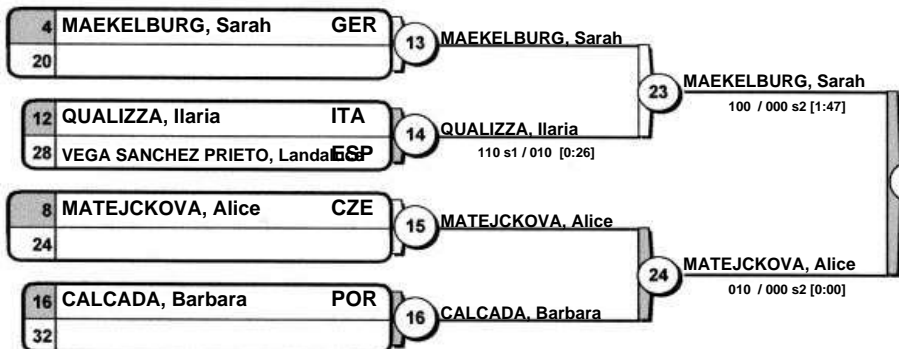 4 MAEKELBURG, Sarah GER
20
13 MAEKELBURG, Sarah
12 QUALIZZA, Ilaria ITA
28 VEGA SANCHEZ PRIETO, ESP
14 QUALIZZA, Ilaria
110 s1 / 010 [0:26]
23 MAEKELBURG, Sarah
100 / 000 s2 [1:47]
8 MATEJCKOVA, Alice CZE
24
15 MATEJCKOVA, Alice
16 CALCADA, Barbara POR
32
16 CALCADA, Barbara
24 MATEJCKOVA, Alice
010 / 000 s2 [0:00]